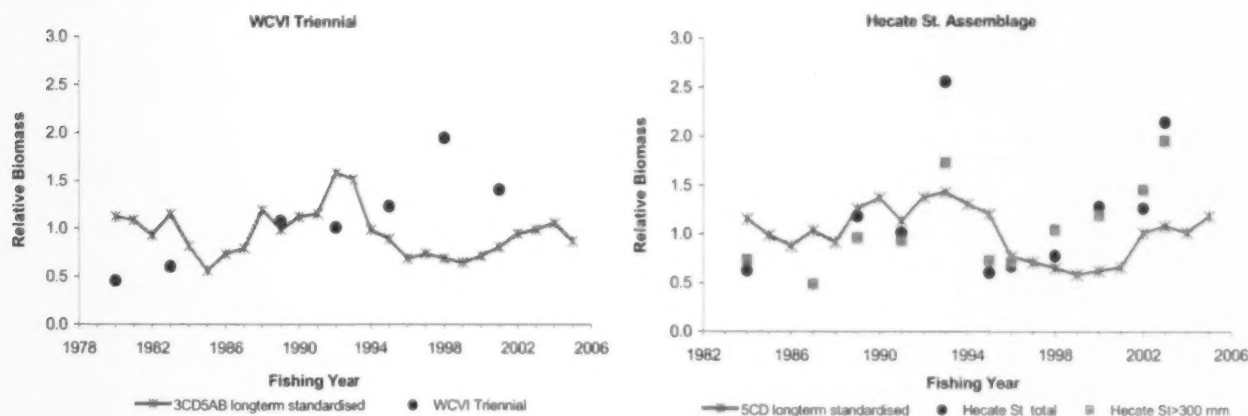 WCVI Triennial
3.0
2.5
2.0
1.5
1.0
0.5
0.0
Relative Biomass
1978 1982 1986 1990 1994 1998 2002 2006
Fishing Year
3CD5AB longterm standardised WCVI Triennial
Hecate St. Assemblage
3.0
2.5
2.0
1.5
1.0
0.5
0.0
Relative Biomass
1982 1986 1990 1994 1998 2002 2006
Fishing Year
5CD longterm standardised Hecate St total Hecate St>300 mm